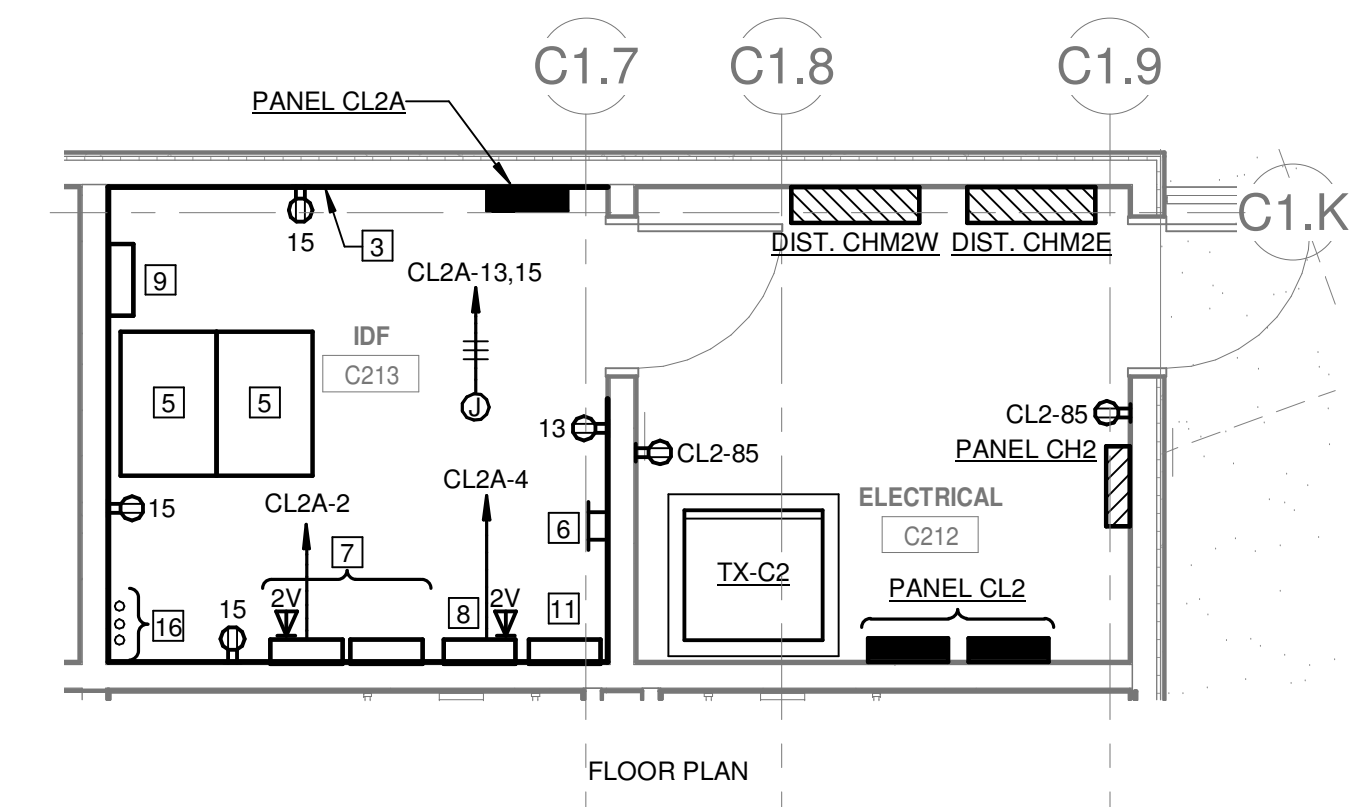 C1.7
C1.8
C1.9
PANEL CL2A
C1.K
15
3
DIST. CHM2W
DIST. CHM2E
9
CL2A-13,15
IDF
C213
5
5
J
13
CL2-85
CL2-85
PANEL CH2
15
CL2A-2
CL2A-4
6
ELECTRICAL
C212
7
TX-C2
PANEL CL2
16
15
2V
8
2V
11
FLOOR PLAN